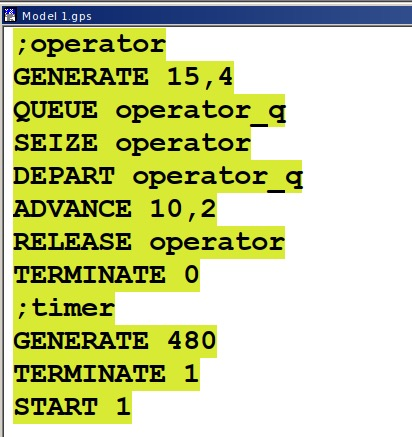 Model 1.gps
;operator
GENERATE 15,4
QUEUE operator_q
SEIZE operator
DEPART operator_q
ADVANCE 10,2
RELEASE operator
TERMINATE 0
;timer
GENERATE 480
TERMINATE 1
START 1